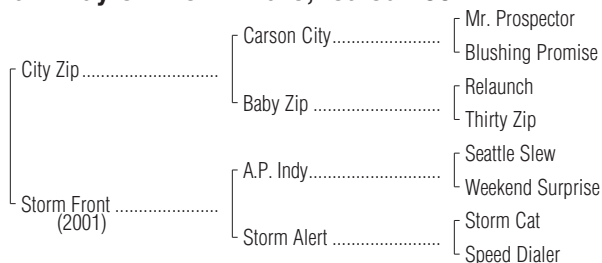 Carson City
Mr. Prospector
Blushing Promise
City Zip
Baby Zip
Relaunch
Thirty Zip
A.P. Indy
Seattle Slew
Weekend Surprise
Storm Front
(2001)
Storm Alert
Storm Cat
Speed Dialer